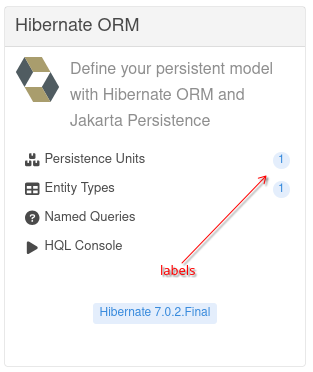 Hibernate ORM
Define your persistent model
with Hibernate ORM and
Jakarta Persistence
Persistence Units 1
Entity Types 1
Named Queries
HQL Console
labels
Hibernate 7.0.2.Final